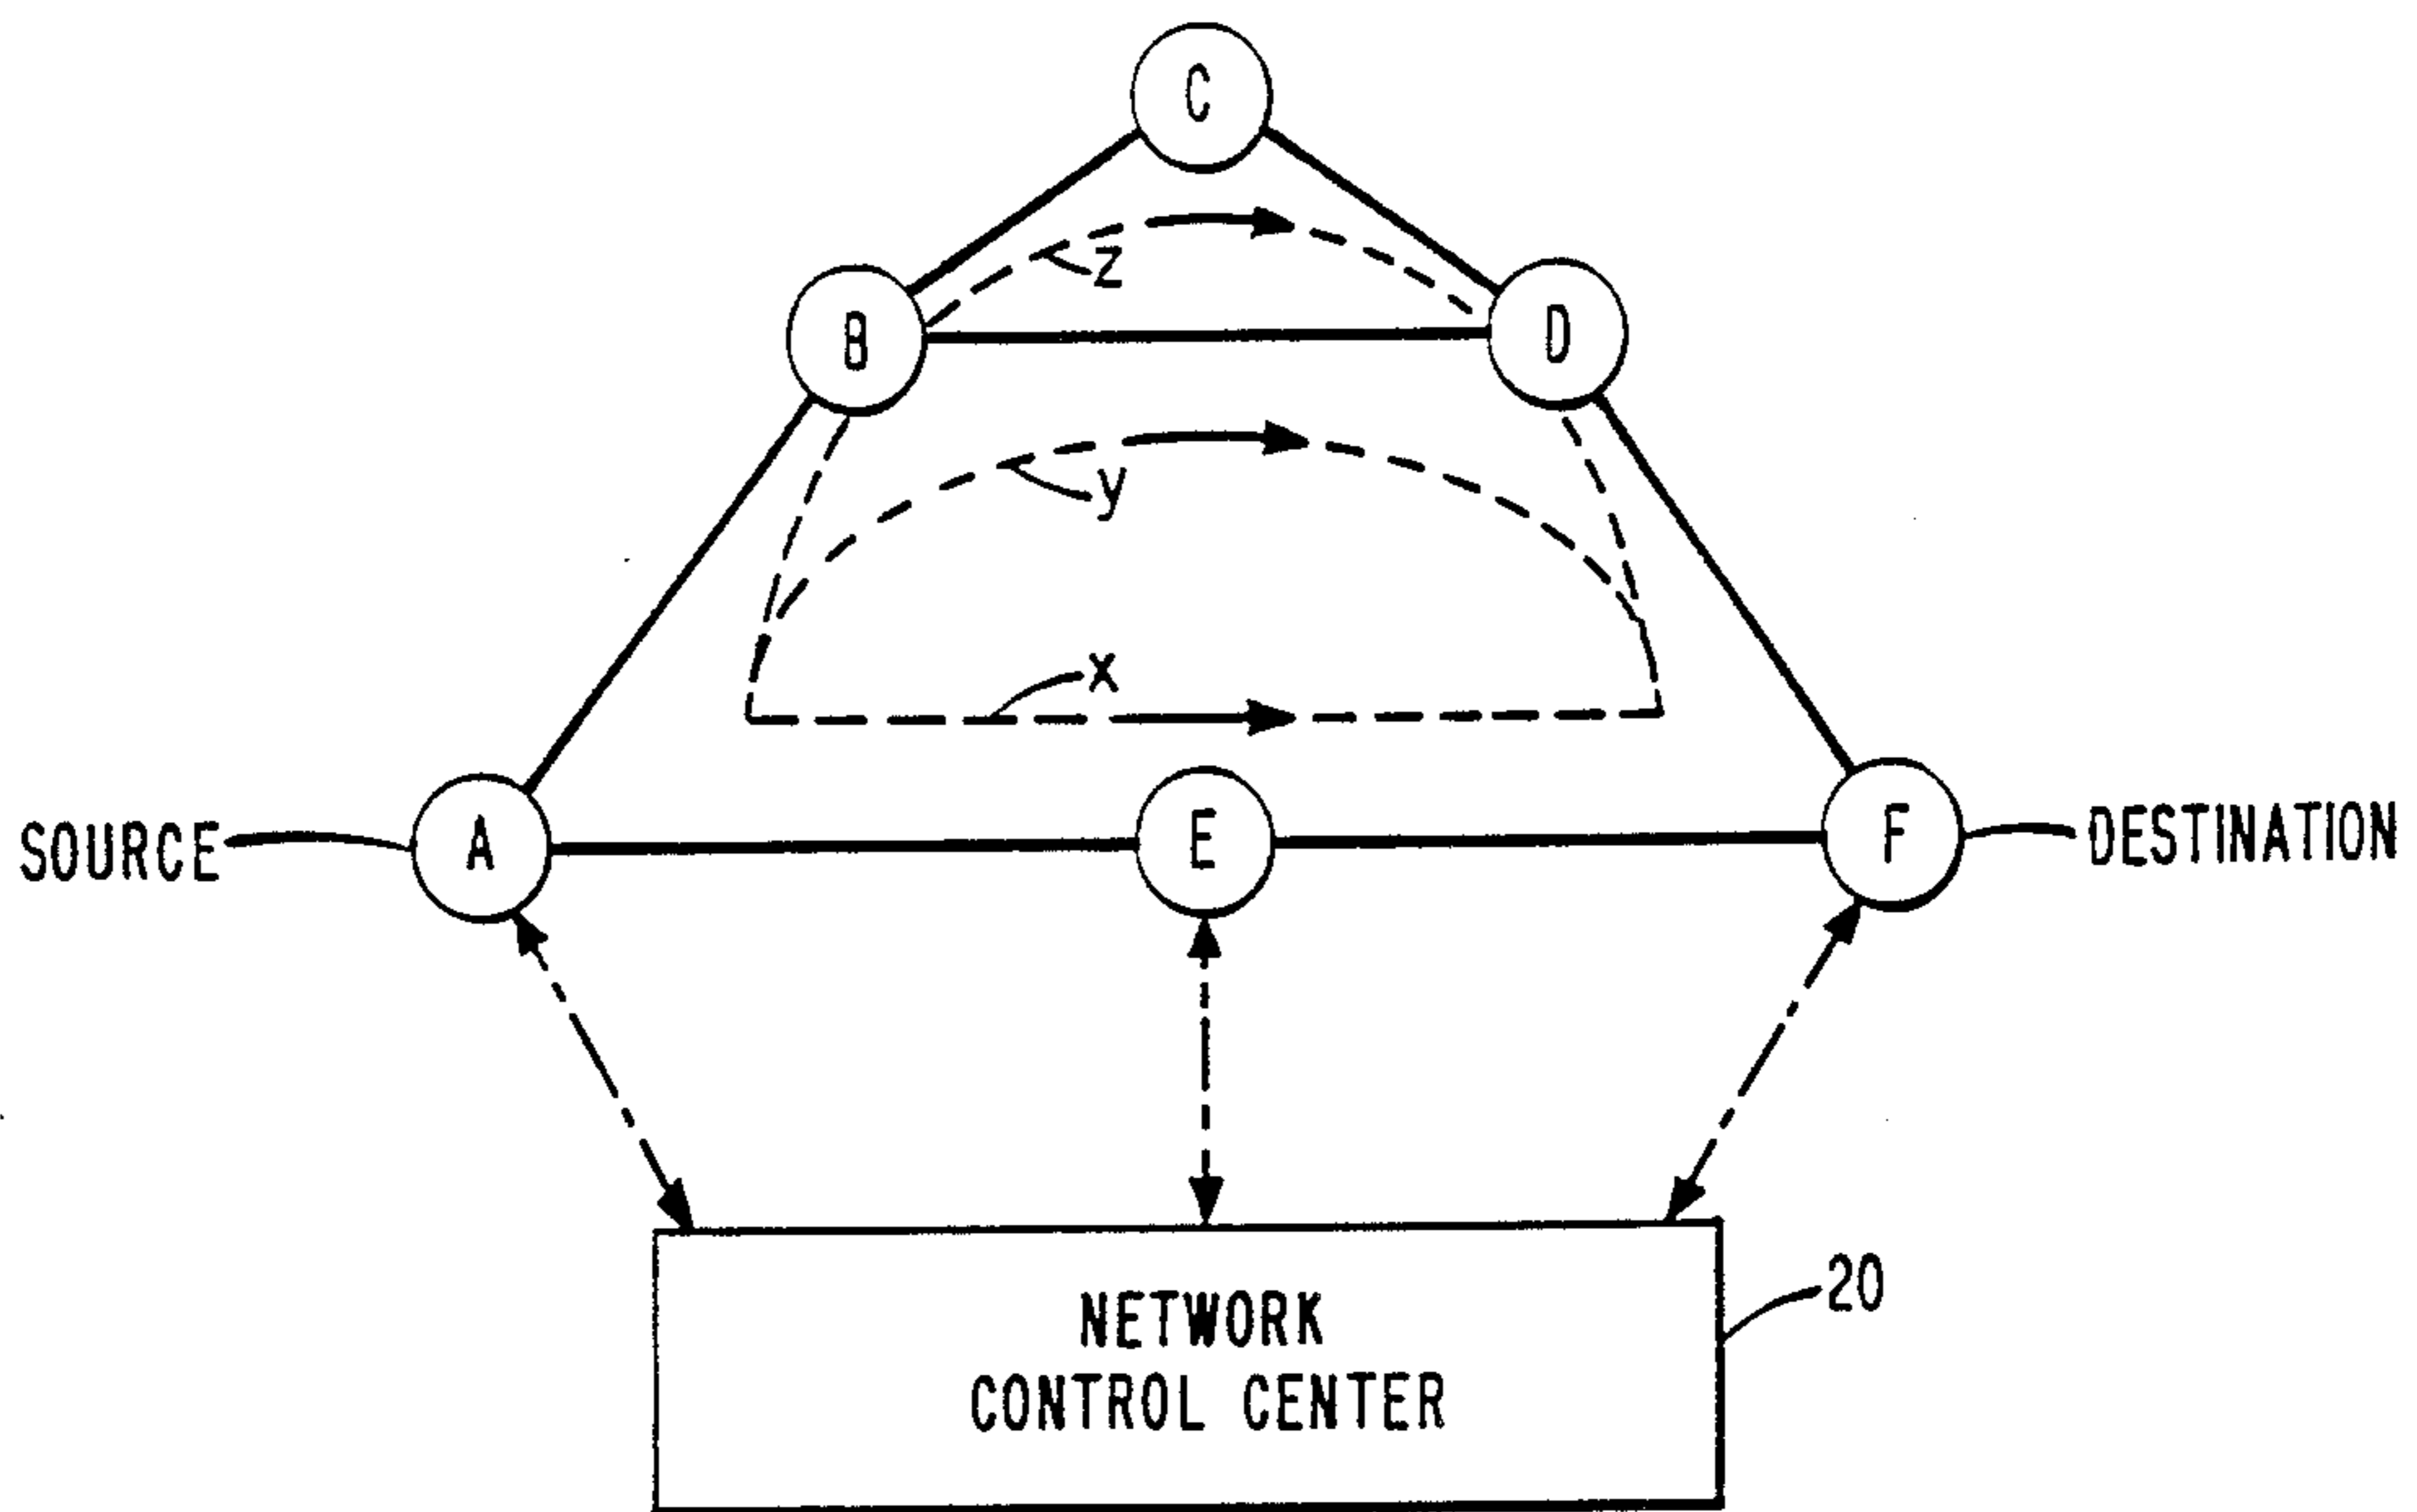 C
z
B
D
y
x
SOURCE
A
E
F
DESTINATION
20
NETWORK
CONTROL CENTER